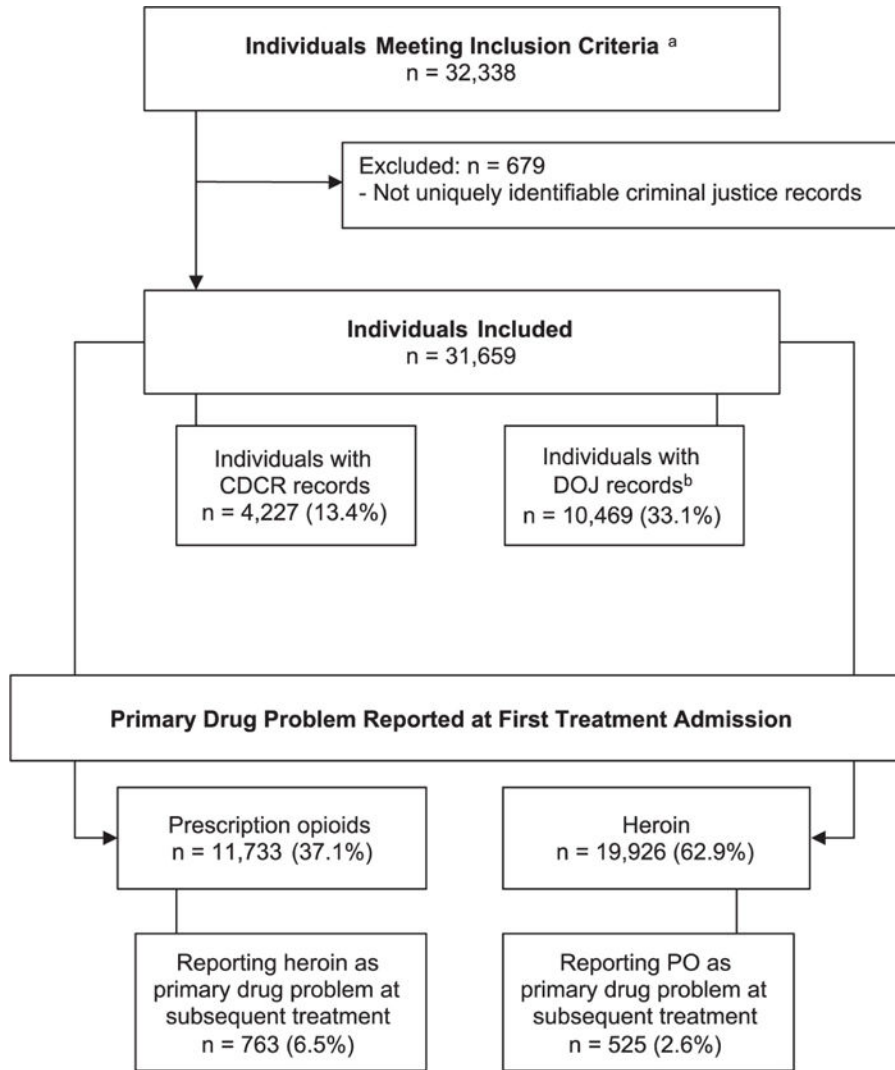 Individuals Meeting Inclusion Criteria a
n = 32,338
Excluded: n = 679
- Not uniquely identifiable criminal justice records
Individuals Included
n = 31,659
Individuals with
CDCR records
n = 4,227 (13.4%)
Individuals with
DOJ records b
n = 10,469 (33.1%)
Primary Drug Problem Reported at First Treatment Admission
Prescription opioids
n = 11,733 (37.1%)
Heroin
n = 19,926 (62.9%)
Reporting heroin as
primary drug problem at
subsequent treatment
n = 763 (6.5%)
Reporting PO as
primary drug problem at
subsequent treatment
n = 525 (2.6%)